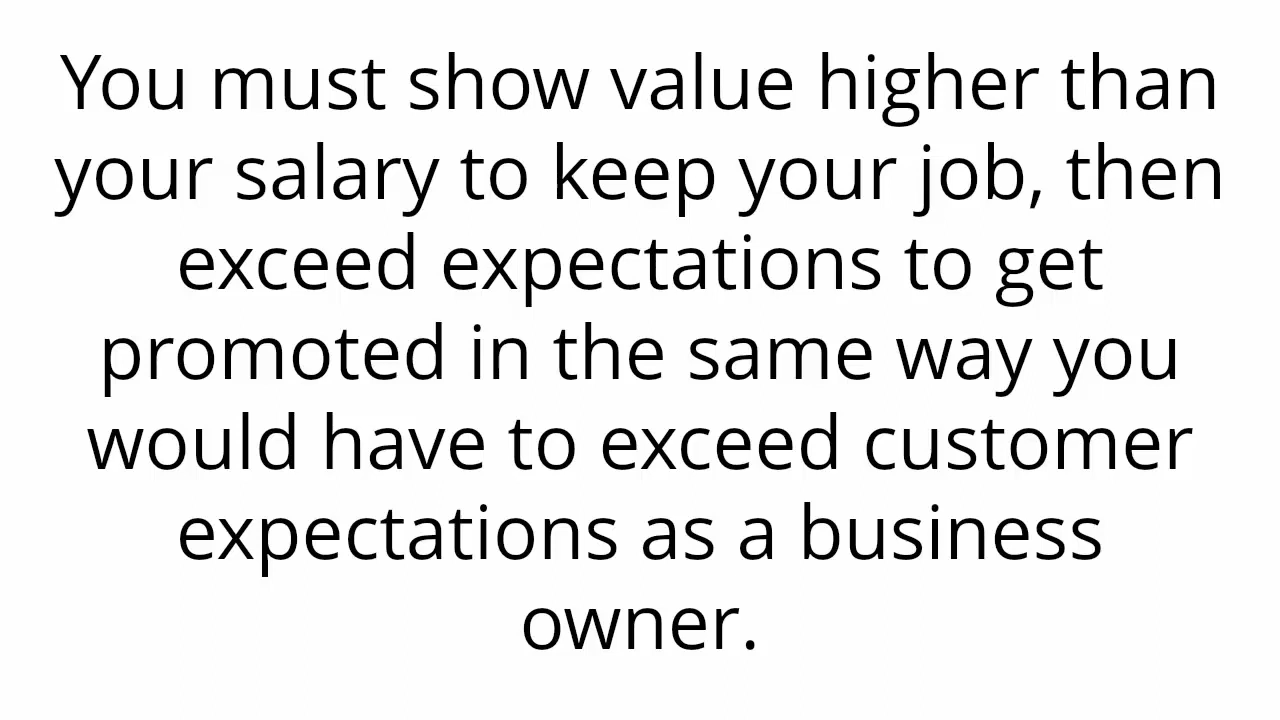 You must show value higher than
your salary to keep your job, then
exceed expectations to get
promoted in the same way you
would have to exceed customer
expectations as a business
owner.